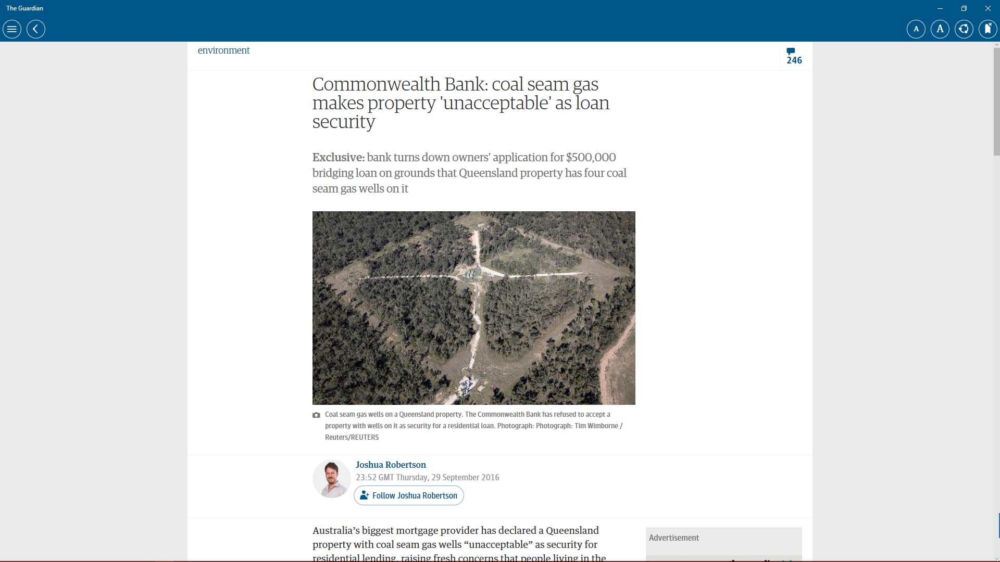 The Guardian
A A
environment
246
Commonwealth Bank: coal seam gas
makes property 'unacceptable' as loan
security
Exclusive: bank turns down owners’ application for $500,000
bridging loan on grounds that Queensland property has four coal
seam gas wells on it
Coal seam gas wells on a Queensland property. The Commonwealth Bank has refused to accept a
property with wells on it as security for a residential loan. Photograph: Photograph: Tim Wimborne /
Reuters/REUTERS
Joshua Robertson
23:52 GMT Thursday, 29 September 2016
Follow Joshua Robertson
Australia’s biggest mortgage provider has declared a Queensland
property with coal seam gas wells “unacceptable” as security for
residential lending, raising fresh concerns that people living in the
Advertisement